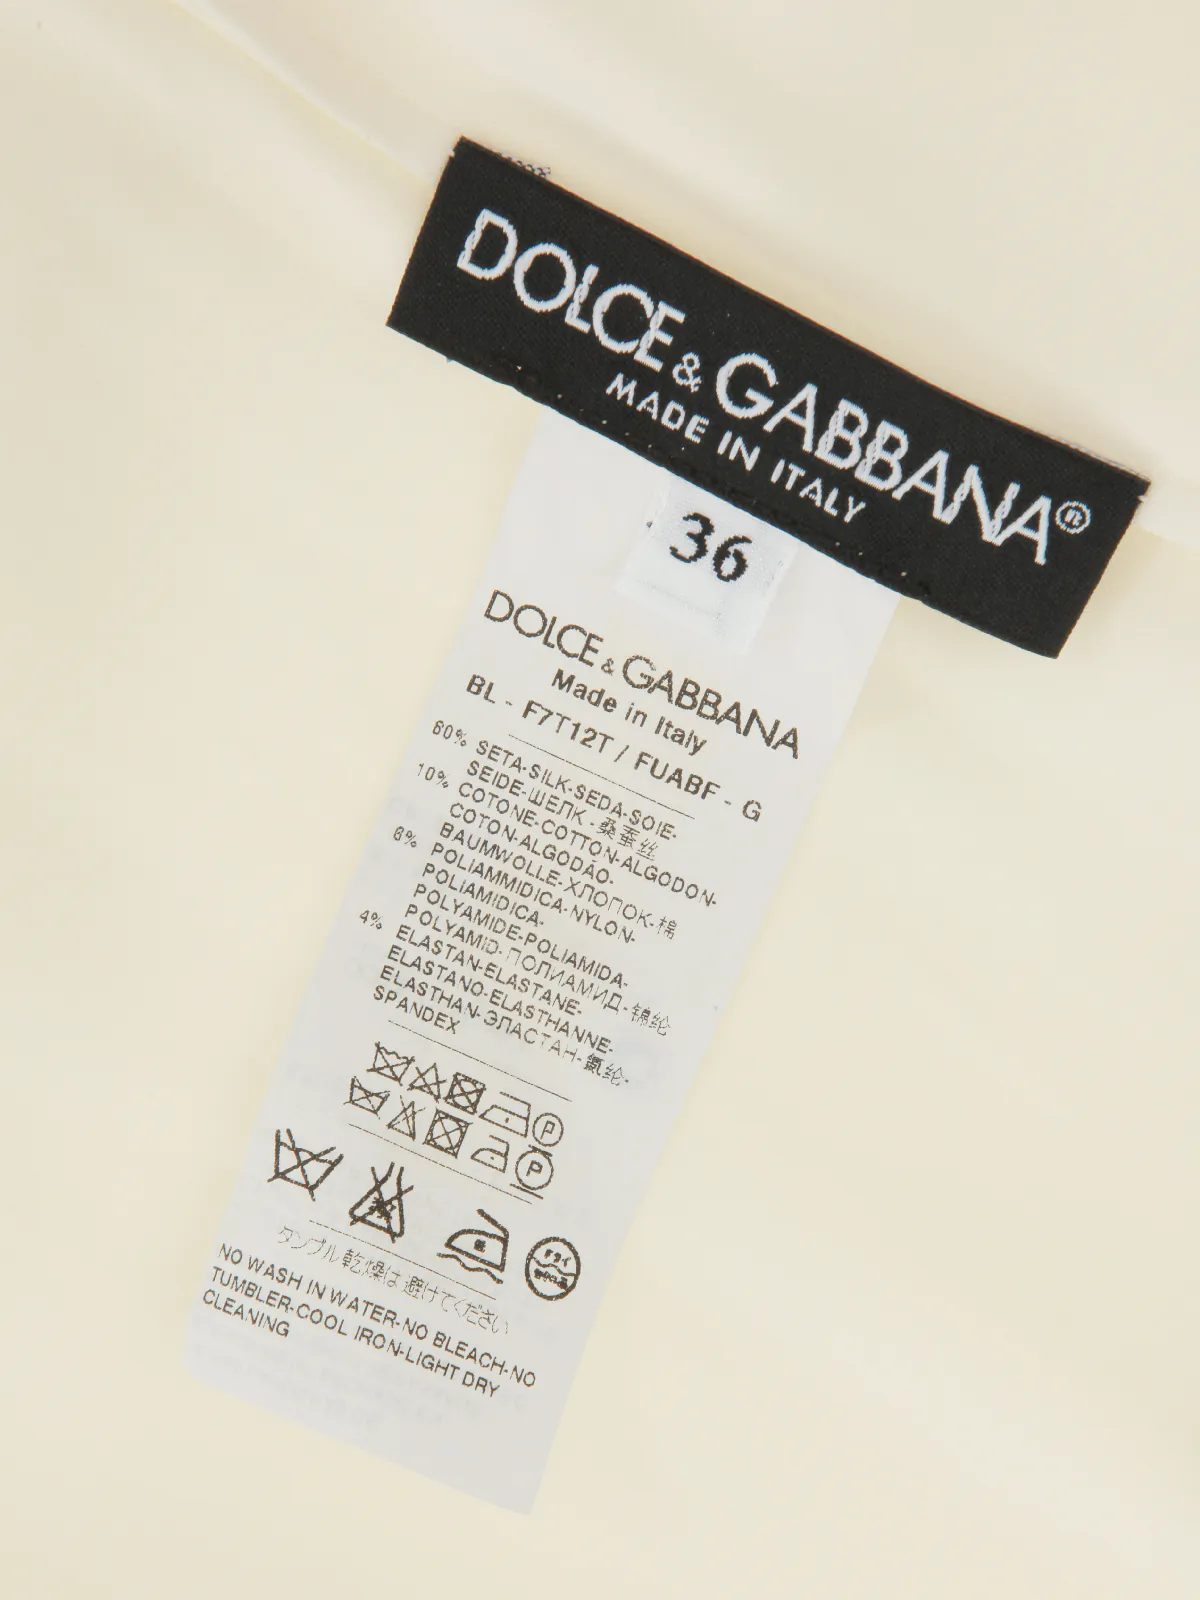 DOLCE & GABBANA®
MADE IN ITALY
36
DOLCE & GABBANA
Made in Italy
BL - F7T12T / FUABF - G
80% SETA-SILK-SEDA-SOIE-
SEIDE-ШЕЛК-桑蚕丝
10% COTONE-COTTON-ALGODON-
COTON-ALGODÃO-
BAUMWOLLE-ХЛОПОК-棉
6% POLIAMMIDICA-NYLON-
POLIAMIDICA-
POLYAMIDE-POLIAMIDA-
POLYAMID-ПОЛИАМИД-锦纶
4% ELASTAN-ELASTANE-
ELASTANO-ELASTHANNE-
ELASTHAN-ЭЛАСТАН-氨纶-
SPANDEX
P
P
ドライ
タンブル乾燥は避けてください
NO WASH IN WATER-NO BLEACH-NO
TUMBLER-COOL IRON-LIGHT DRY
CLEANING